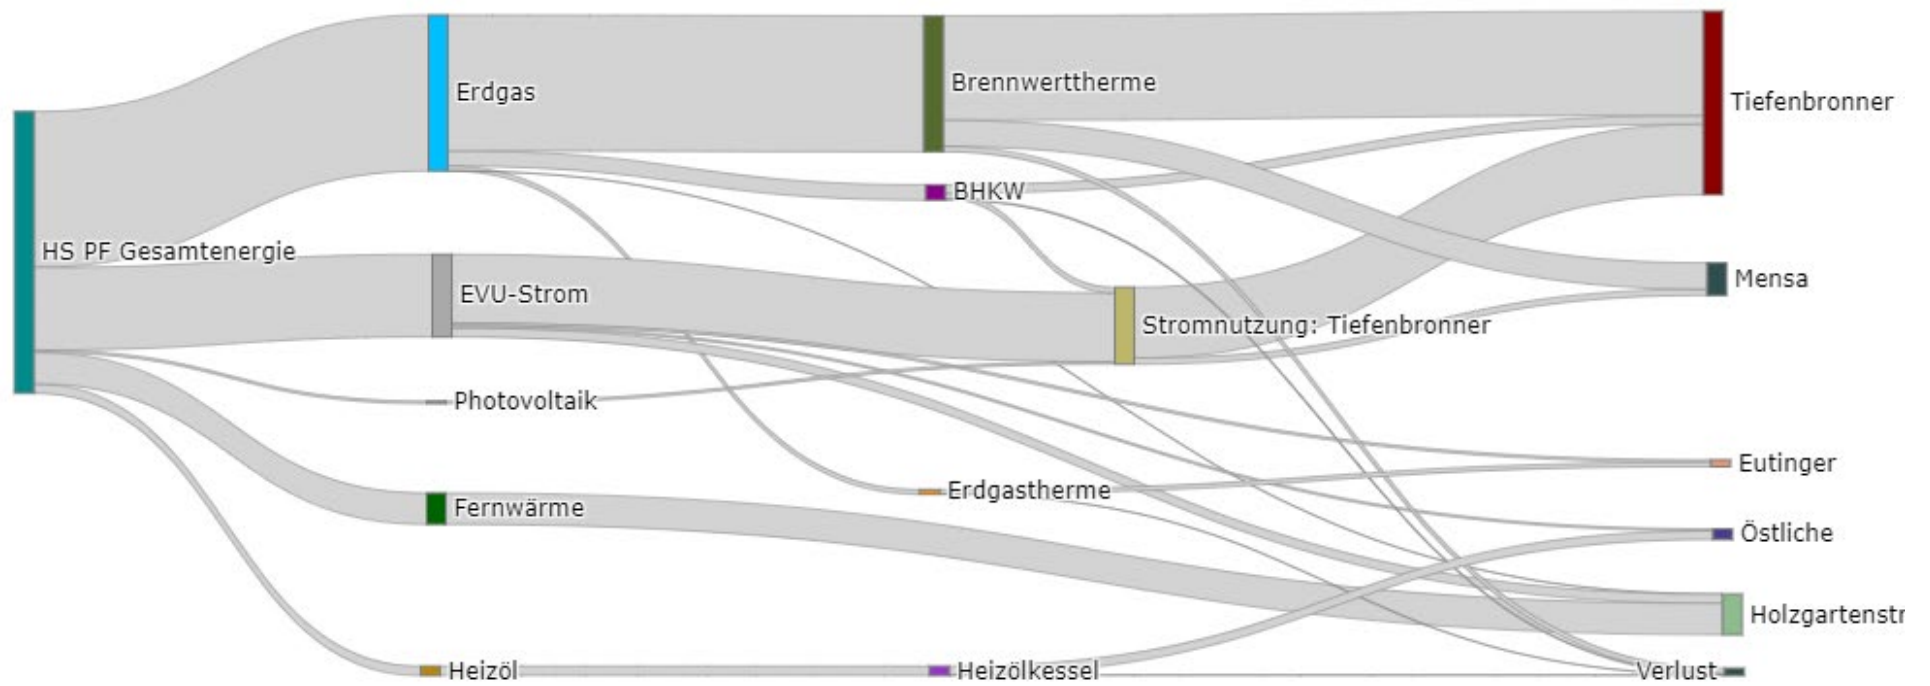 Erdgas
Brennwerttherme
Tiefenbronner
BHKW
HS PF Gesamtenergie
EVU-Strom
Mensa
Stromnutzung: Tiefenbronner
Photovoltaik
Eutinger
Erdgastherme
Fernwärme
Östliche
Holzgartenstr
Heizöl
Heizölkessel
Verlust